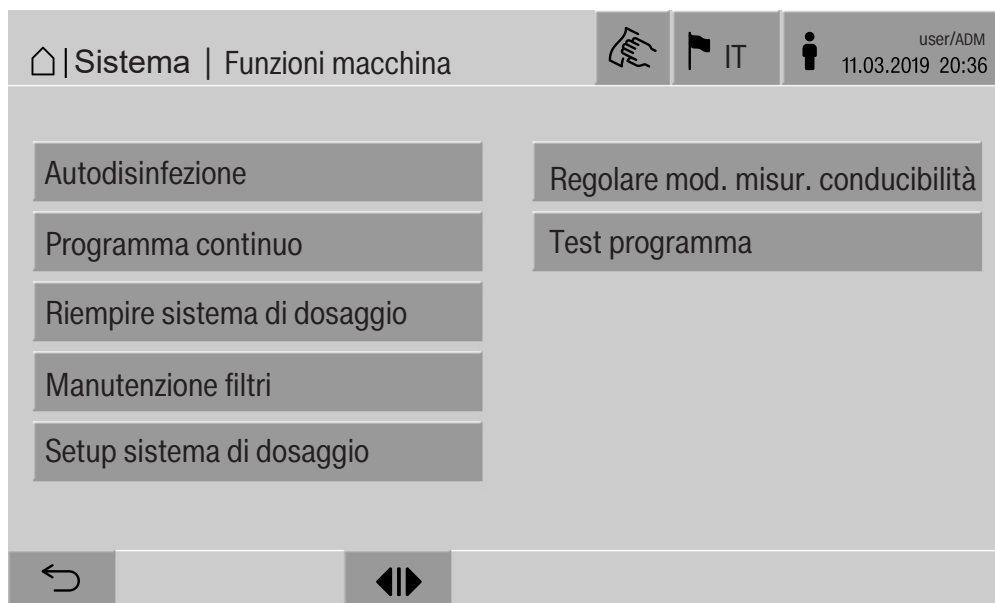 | Sistema | Funzioni macchina
IT
user/ADM
11.03.2019 20:36
Autodisinfezione
Programma continuo
Riempire sistema di dosaggio
Manutenzione filtri
Setup sistema di dosaggio
Regolare mod. misur. conducibilità
Test programma